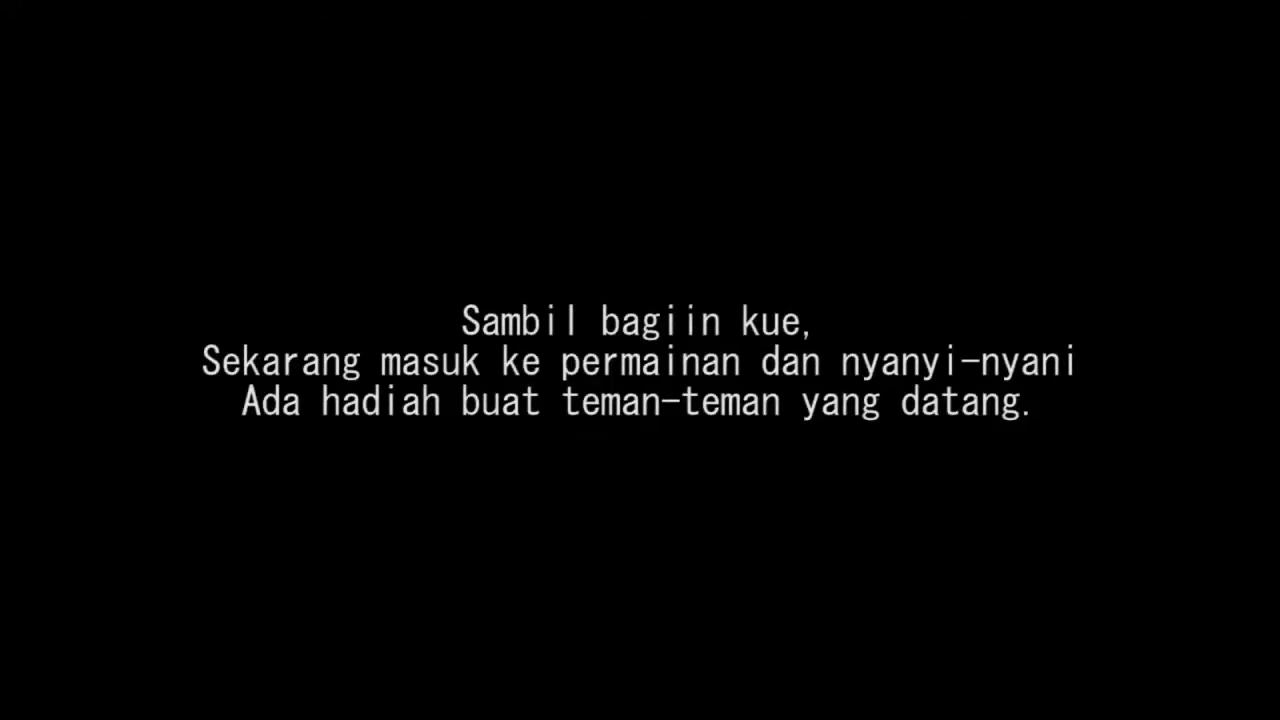 Sambil bagiin kue,
Sekarang masuk ke permainan dan nyanyi-nyani
Ada hadiah buat teman-teman yang datang.